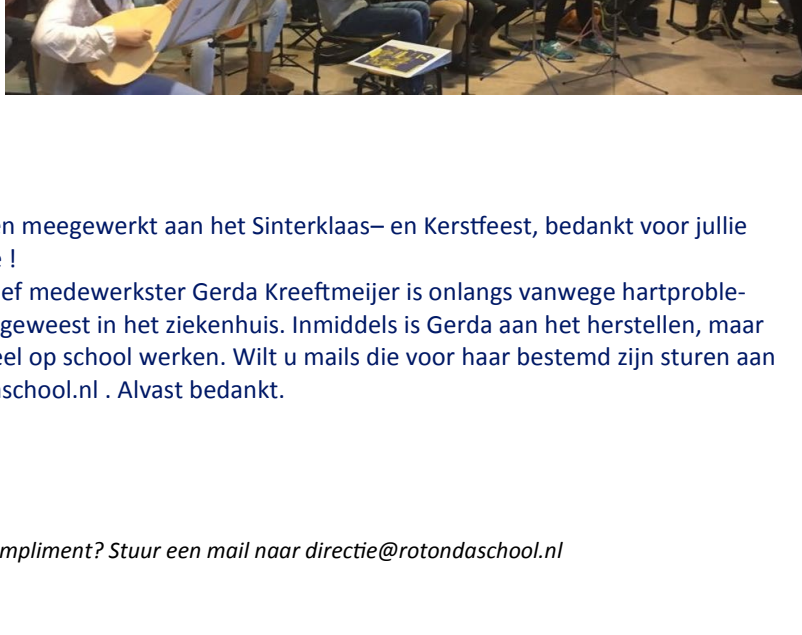 meegewerkt aan het Sinterklaas– en Kerstfeest, bedankt voor jullie
!
medewerkster Gerda Kreeftmeijer is onlangs vanwege hartproble-
geweest in het ziekenhuis. Inmiddels is Gerda aan het herstellen, maar
op school werken. Wilt u mails die voor haar bestemd zijn sturen aan
school.nl . Alvast bedankt.
mpliment? Stuur een mail naar directie@rotondaschool.nl